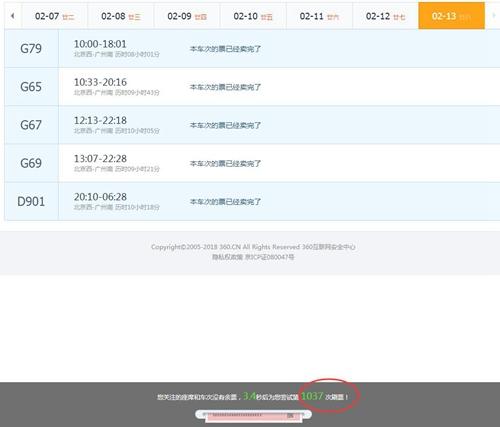 02-07 廿二 02-08 廿三 02-09 廿四 02-10 廿五 02-11 廿六 02-12 廿七 02-13 廿八
G79 10:00-18:01 本车次的票已经卖完了
北京西-广州南 历时08小时01分
G65 10:33-20:16 本车次的票已经卖完了
北京西-广州南 历时09小时43分
G67 12:13-22:18 本车次的票已经卖完了
北京西-广州南 历时10小时05分
G69 13:07-22:28 本车次的票已经卖完了
北京西-广州南 历时09小时21分
D901 20:10-06:28 本车次的票已经卖完了
北京西-广州南 历时10小时18分
Copyright©2005-2018 360.CN All Rights Reserved 360互联网安全中心
隐私权政策 京ICP证080047号
您关注的座席和车次没有余票，3.4秒后为您尝试第 1037 次刷票！